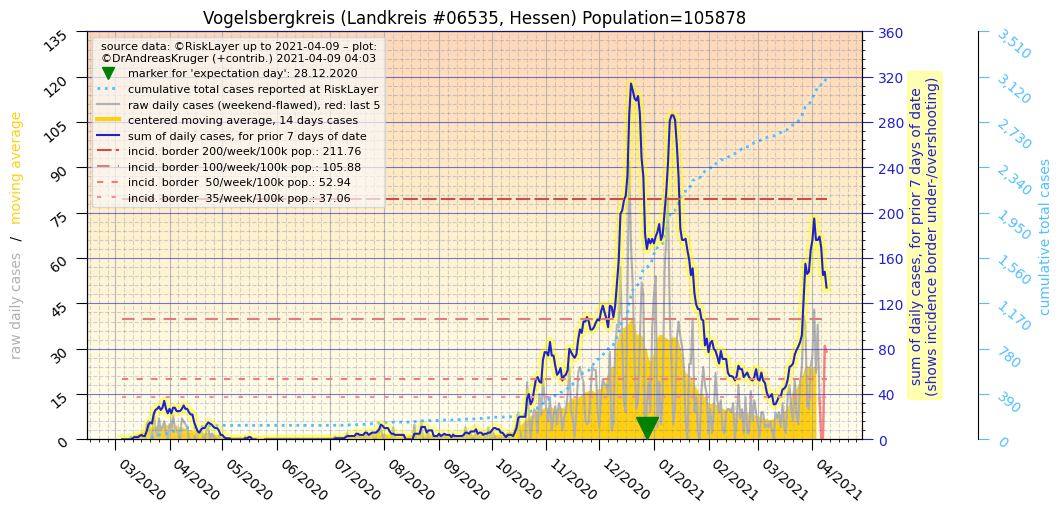 Vogelsbergkreis (Landkreis #06535, Hessen) Population=105878
source data: ©RiskLayer up to 2021-04-09 – plot:
©DrAndreasKruger (+contrib.) 2021-04-09 04:03
marker for 'expectation day': 28.12.2020
cumulative total cases reported at RiskLayer
raw daily cases (weekend-flawed), red: last 5
centered moving average, 14 days cases
sum of daily cases, for prior 7 days of date
incid. border 200/week/100k pop.: 211.76
incid. border 100/week/100k pop.: 105.88
incid. border  50/week/100k pop.: 52.94
incid. border  35/week/100k pop.: 37.06
raw daily cases / moving average
135
120
105
90
75
60
45
30
15
0
03/2020
04/2020
05/2020
06/2020
07/2020
08/2020
09/2020
10/2020
11/2020
12/2020
01/2021
02/2021
03/2021
04/2021
360
320
280
240
200
160
120
80
40
0
sum of daily cases, for prior 7 days of date
(shows incidence border under-/overshooting)
3,510
3,120
2,730
2,340
1,950
1,560
1,170
780
390
0
cumulative total cases